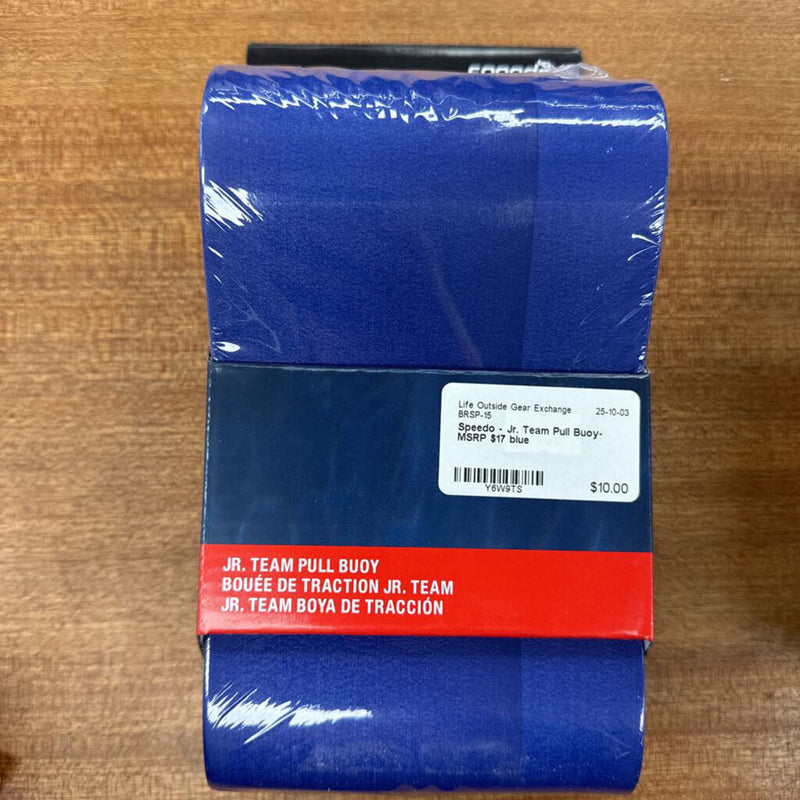 Life Outside Gear Exchange 25-10-03
BRSP-15
Speedo - Jr. Team Pull Buoy-
MSRP $17 blue
Y6W9TS $10.00
JR. TEAM PULL BUOY
BOUÉE DE TRACTION JR. TEAM
JR. TEAM BOYA DE TRACCIÓN